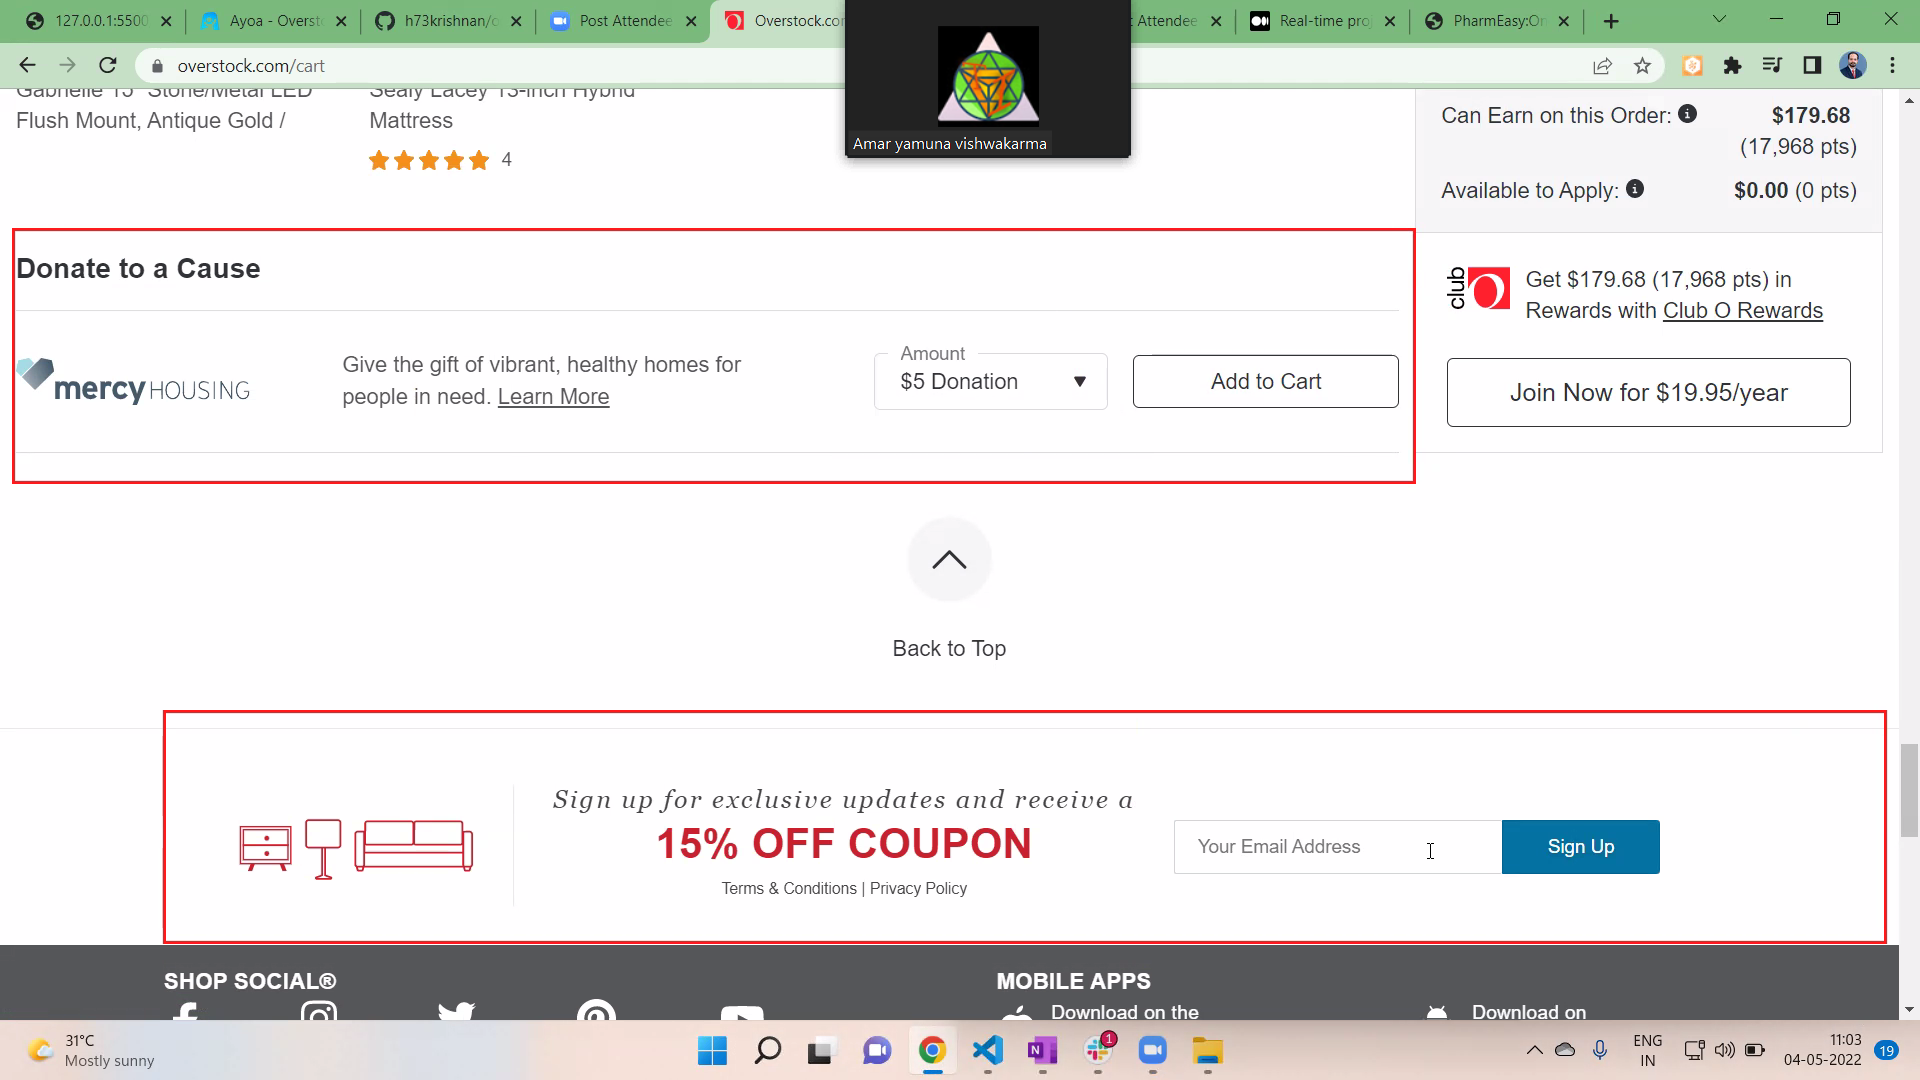 127.0.0.1:5500
Ayoa - Overst
h73krishnan/o
Post Attendee
Overstock.co
t Attendee
Real-time pro
PharmEasy:On
overstock.com/cart
Amar yamuna vishwakarma
Gabrielle 15" Stone/Metal LED
Flush Mount, Antique Gold /
Sealy Lacey 13-inch Hybrid
Mattress
4
Can Earn on this Order: $179.68
(17,968 pts)
Available to Apply: $0.00 (0 pts)
Donate to a Cause
mercy HOUSING
Give the gift of vibrant, healthy homes for
people in need. Learn More
Amount
$5 Donation
Add to Cart
club O
Get $179.68 (17,968 pts) in
Rewards with Club O Rewards
Join Now for $19.95/year
Back to Top
Sign up for exclusive updates and receive a
15% OFF COUPON
Terms & Conditions | Privacy Policy
Your Email Address
Sign Up
SHOP SOCIAL®
MOBILE APPS
Download on the
Download on
31°C
Mostly sunny
N
1
ENG
IN
11:03
04-05-2022
19